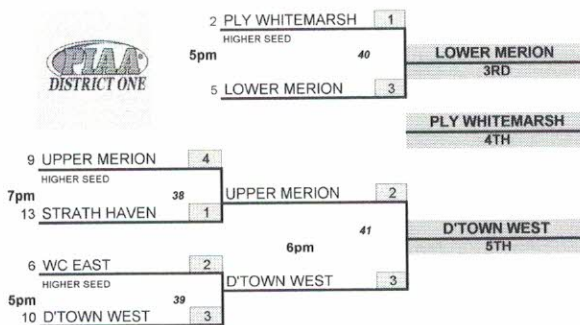 2 PLY WHITEMARSH 1
HIGHER SEED
5pm 40
LOWER MERION
3RD
5 LOWER MERION 3
PIAA®
DISTRICT ONE
PLY WHITEMARSH
4TH
9 UPPER MERION 4
HIGHER SEED
7pm 38
UPPER MERION 2
13 STRATH HAVEN 1
41
6pm
D'TOWN WEST
5TH
6 WC EAST 2
HIGHER SEED
D'TOWN WEST 3
5pm 39
10 D'TOWN WEST 3